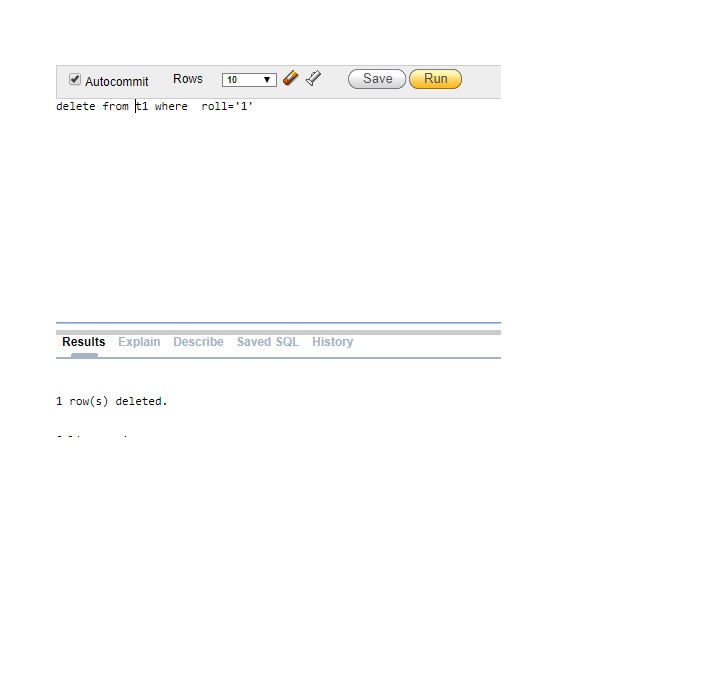 Autocommit Rows 10 Save Run
delete from t1 where  roll='1'
Results Explain Describe Saved SQL History
1 row(s) deleted.